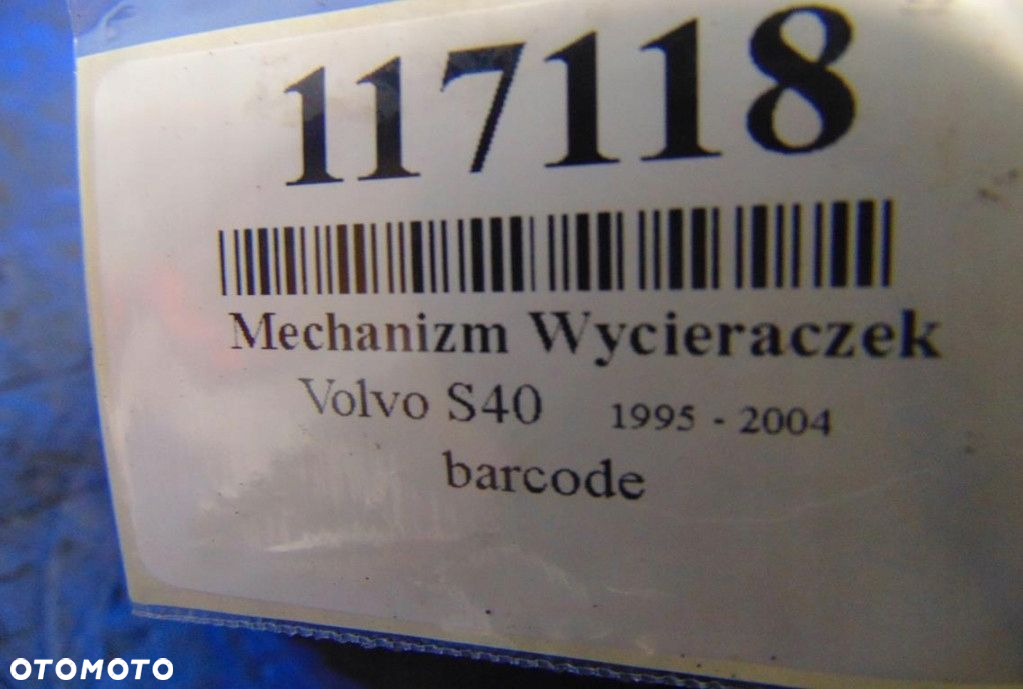 117118
Mechanizm Wycieraczek
Volvo S40 1995 - 2004
barcode
OTOMOTO